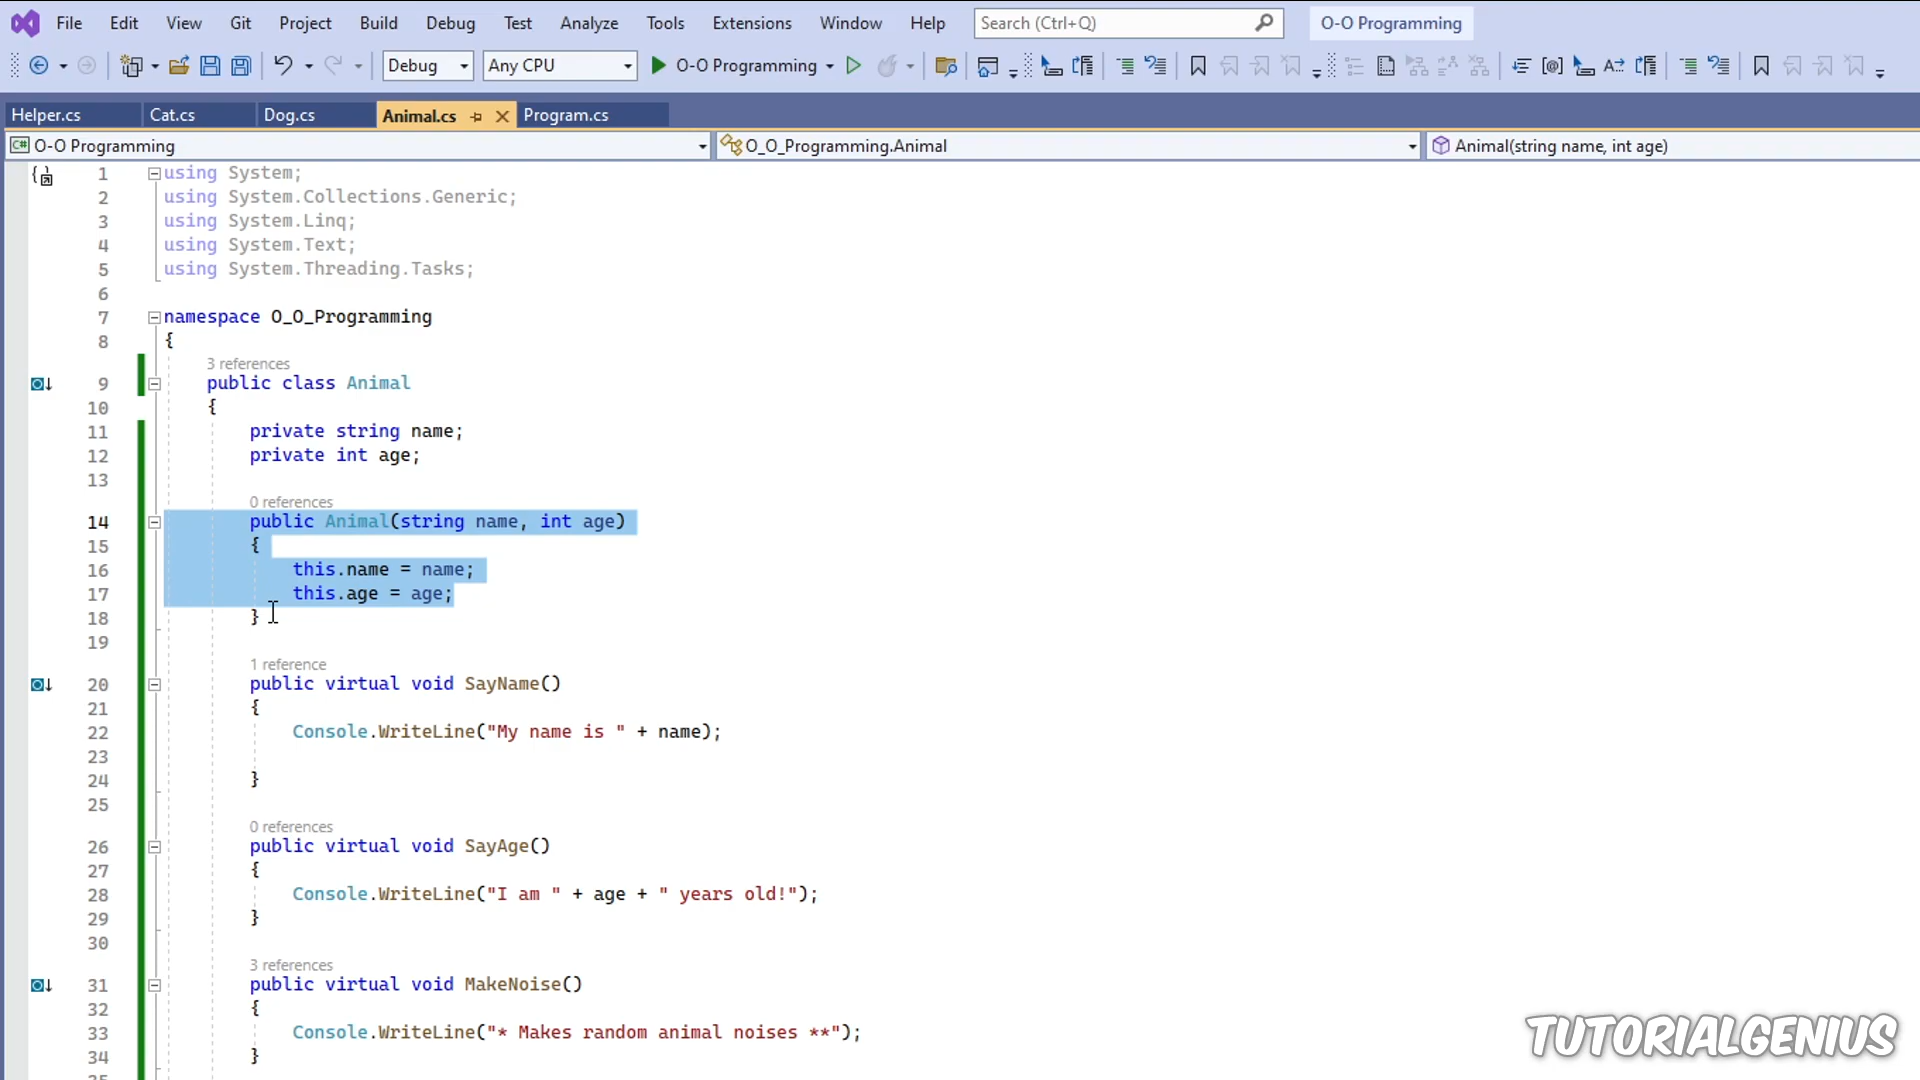 File Edit View Git Project Build Debug Test Analyze Tools Extensions Window Help Search (Ctrl+Q) O-O Programming
Debug Any CPU O-O Programming
Helper.cs Cat.cs Dog.cs Animal.cs Program.cs
C# O-O Programming O_O_Programming.Animal Animal(string name, int age)
1 using System;
2 using System.Collections.Generic;
3 using System.Linq;
4 using System.Text;
5 using System.Threading.Tasks;
6
7 namespace O_O_Programming
8 {
3 references
9 public class Animal
10 {
11 private string name;
12 private int age;
13
0 references
14 public Animal(string name, int age)
15 {
16 this.name = name;
17 this.age = age;
18 }
19
1 reference
20 public virtual void SayName()
21 {
22 Console.WriteLine("My name is " + name);
23
24 }
25
0 references
26 public virtual void SayAge()
27 {
28 Console.WriteLine("I am " + age + " years old!");
29 }
30
3 references
31 public virtual void MakeNoise()
32 {
33 Console.WriteLine("* Makes random animal noises **");
34 }
TUTORIALGENIUS